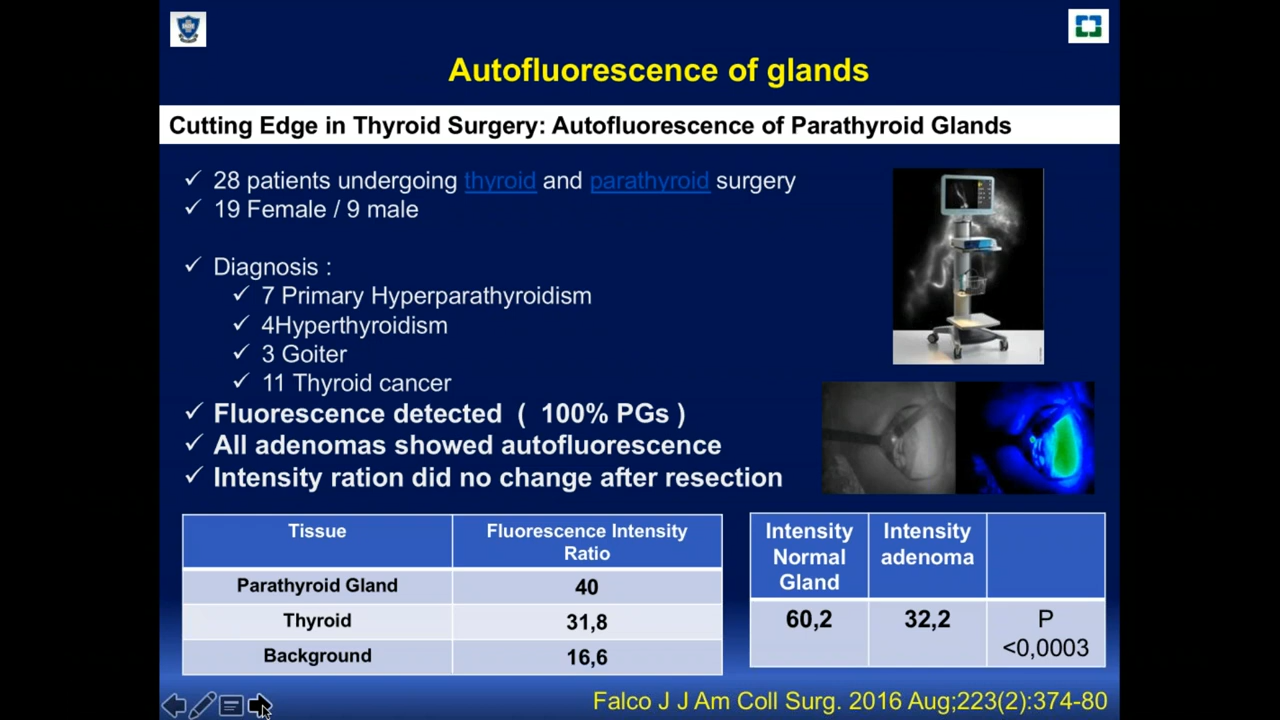 Autofluorescence of glands
Cutting Edge in Thyroid Surgery: Autofluorescence of Parathyroid Glands
✓ 28 patients undergoing thyroid and parathyroid surgery
✓ 19 Female / 9 male
✓ Diagnosis :
✓ 7 Primary Hyperparathyroidism
✓ 4Hyperthyroidism
✓ 3 Goiter
✓ 11 Thyroid cancer
✓ Fluorescence detected ( 100% PGs )
✓ All adenomas showed autofluorescence
✓ Intensity ration did no change after resection
Tissue
Fluorescence Intensity
Ratio
Parathyroid Gland
40
Thyroid
31,8
Background
16,6
Intensity
Normal
Gland
Intensity
adenoma
60,2
32,2
P
<0,0003
Falco J J Am Coll Surg. 2016 Aug;223(2):374-80